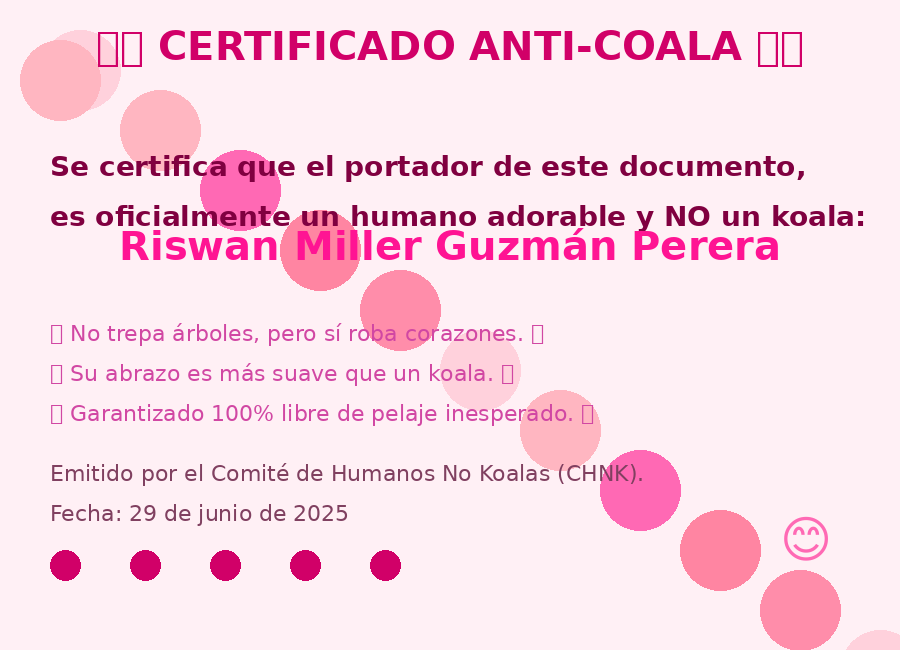 CERTIFICADO ANTI-COALA
Se certifica que el portador de este documento,
es oficialmente un humano adorable y NO un koala:
Riswan Miller Guzmán Perera
No trepa árboles, pero sí roba corazones.
Su abrazo es más suave que un koala.
Garantizado 100% libre de pelaje inesperado.
Emitido por el Comité de Humanos No Koalas (CHNK).
Fecha: 29 de junio de 2025